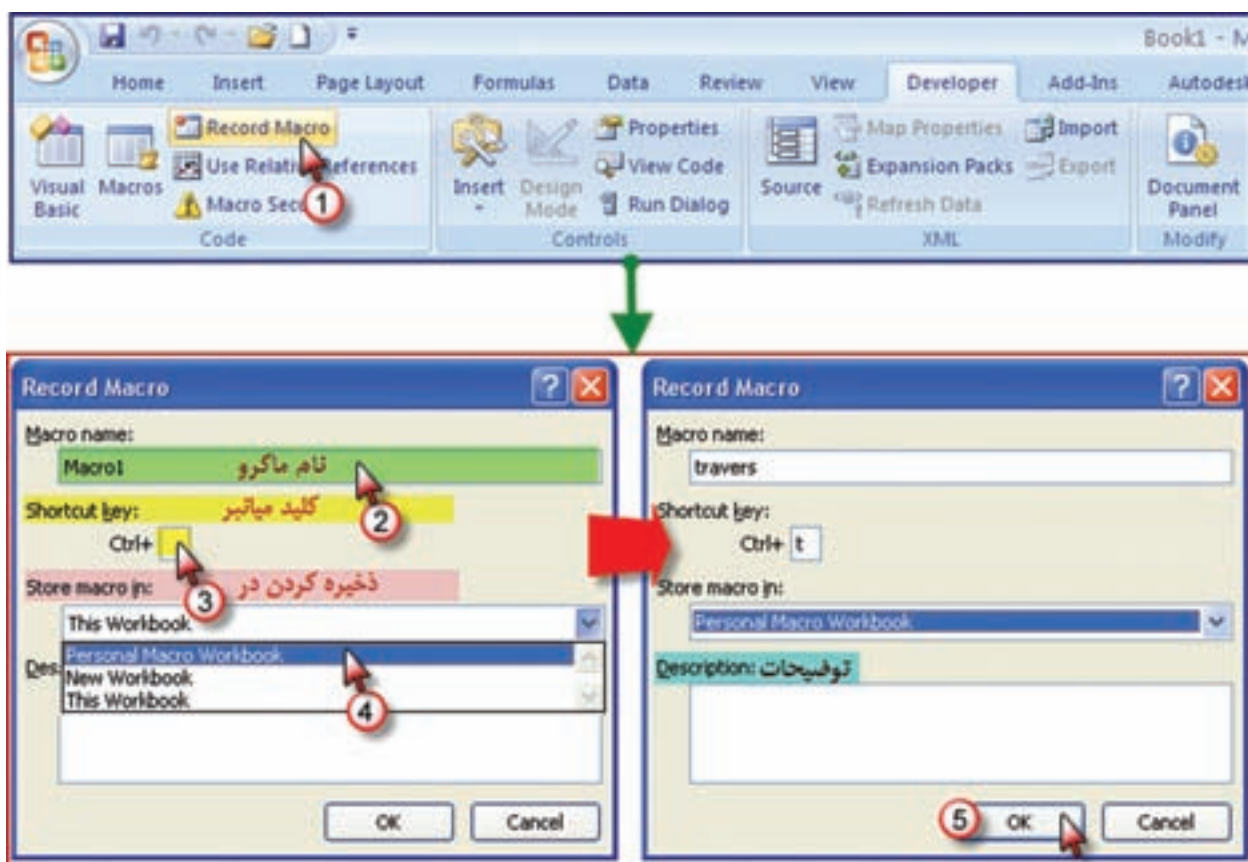 Book1 - M
Home Insert Page Layout Formulas Data Review View Developer Add-Ins Autodesk
Visual Basic
Macros
Record Macro
Use Relative References
Macro Secu
1
Code
Insert
Design Mode
Properties
View Code
Run Dialog
Controls
Source
Map Properties
Expansion Packs
Refresh Data
Import
Export
XML
Document Panel
Modify
Record Macro
Macro name:
Macro1 نام ماکرو
2
Shortcut key: کلید میانبر
Ctrl+
3
Store macro in: ذخیره کردن در
This Workbook
Personal Macro Workbook
New Workbook
This Workbook
4
Des
OK Cancel
Record Macro
Macro name:
travers
Shortcut key:
Ctrl+ t
Store macro in:
Personal Macro Workbook
Description: توضیحات
5
OK Cancel